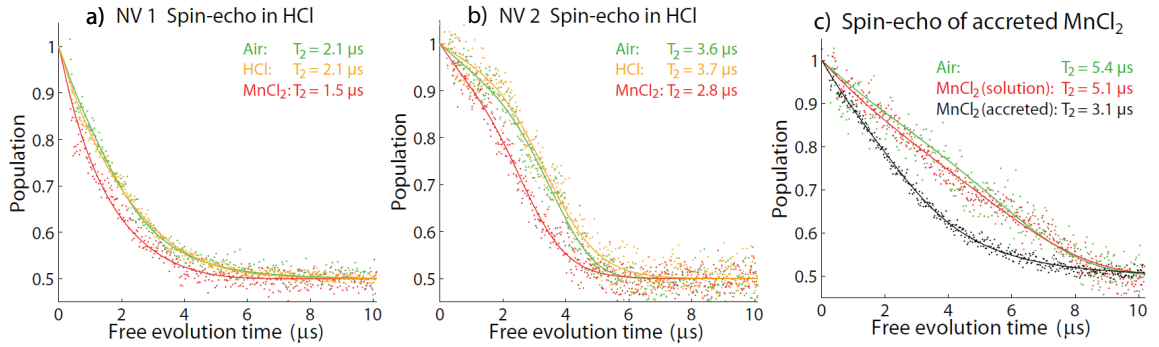 a) NV 1 Spin-echo in HCl
Air: T₂ = 2.1 μs
HCl: T₂ = 2.1 μs
MnCl₂: T₂ = 1.5 μs
Population
1
0.9
0.8
0.7
0.6
0.5
0 2 4 6 8 10
Free evolution time (μs)
b) NV 2 Spin-echo in HCl
Air: T₂ = 3.6 μs
HCl: T₂ = 3.7 μs
MnCl₂: T₂ = 2.8 μs
Population
1
0.9
0.8
0.7
0.6
0.5
0 2 4 6 8 10
Free evolution time (μs)
c) Spin-echo of accreted MnCl₂
Air: T₂ = 5.4 μs
MnCl₂ (solution): T₂ = 5.1 μs
MnCl₂ (accreted): T₂ = 3.1 μs
Population
1
0.9
0.8
0.7
0.6
0.5
0 2 4 6 8 10
Free evolution time (μs)